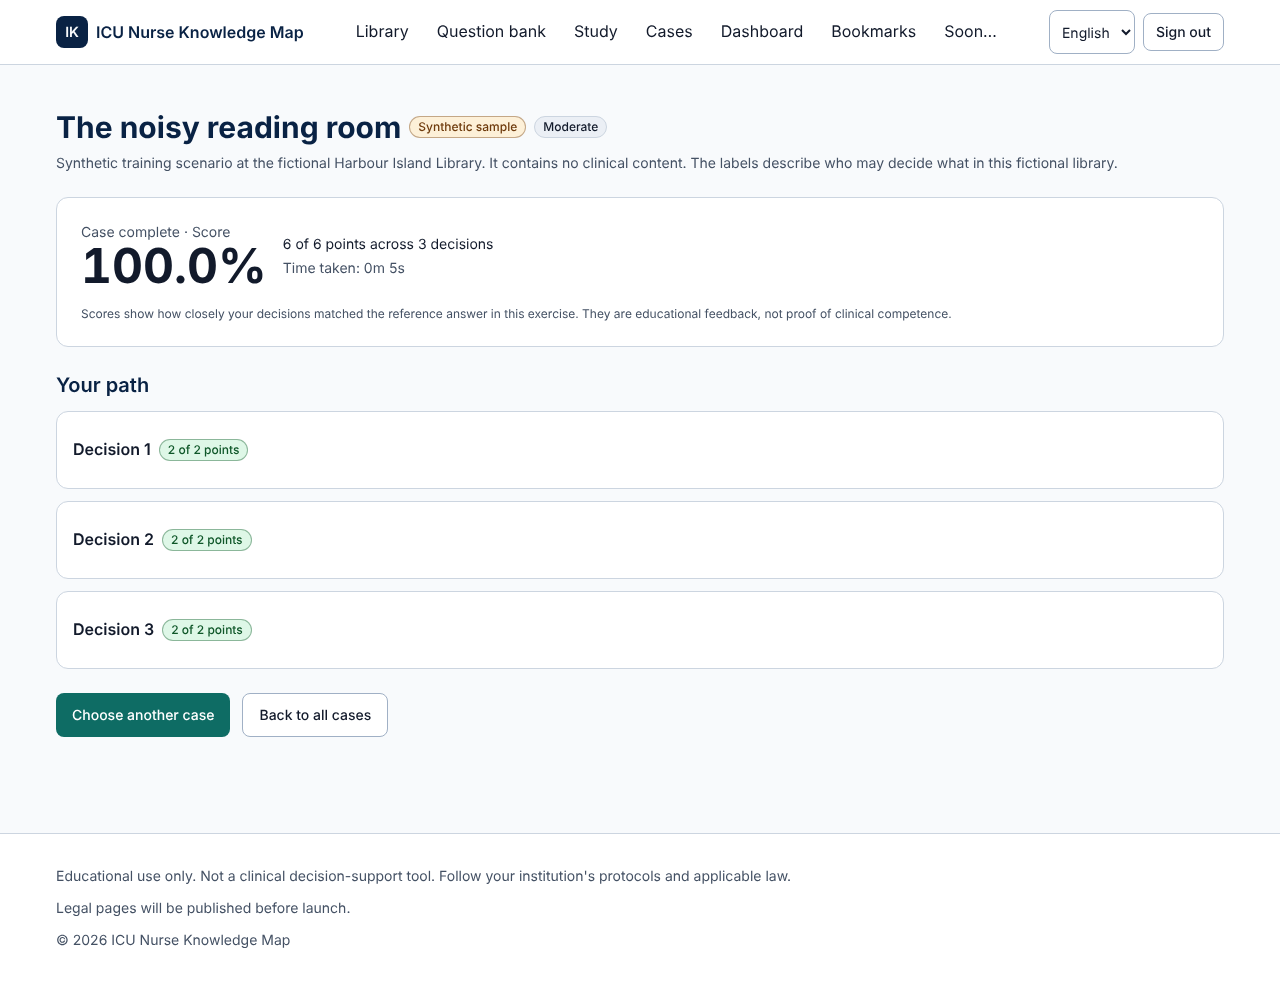 IK ICU Nurse Knowledge Map Library Question bank Study Cases Dashboard Bookmarks Soon... English Sign out
The noisy reading room Synthetic sample Moderate
Synthetic training scenario at the fictional Harbour Island Library. It contains no clinical content. The labels describe who may decide what in this fictional library.
Case complete · Score
100.0%
6 of 6 points across 3 decisions
Time taken: 0m 5s
Scores show how closely your decisions matched the reference answer in this exercise. They are educational feedback, not proof of clinical competence.
Your path
Decision 1 2 of 2 points
Decision 2 2 of 2 points
Decision 3 2 of 2 points
Choose another case Back to all cases
Educational use only. Not a clinical decision-support tool. Follow your institution's protocols and applicable law.
Legal pages will be published before launch.
© 2026 ICU Nurse Knowledge Map